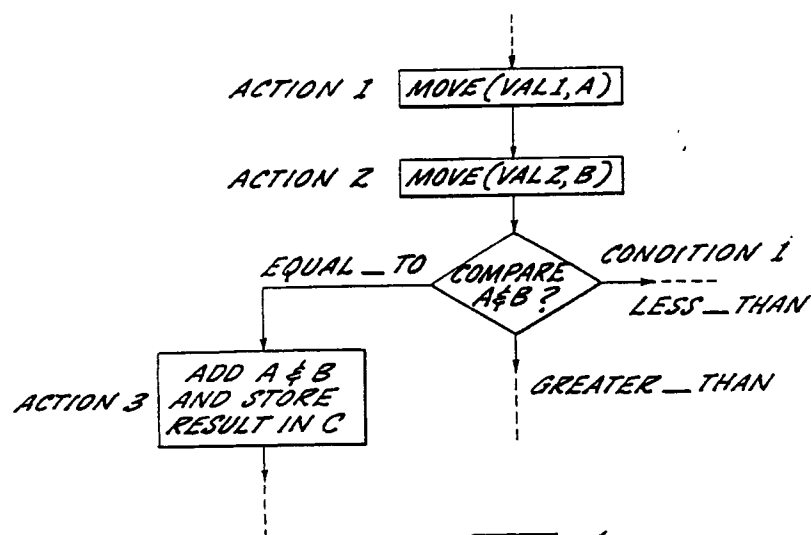 ACTION 1
MOVE(VAL1, A)
ACTION 2
MOVE(VAL2, B)
EQUAL_TO
COMPARE
A&B?
CONDITION 1
LESS_THAN
GREATER_THAN
ACTION 3
ADD A & B
AND STORE
RESULT IN C